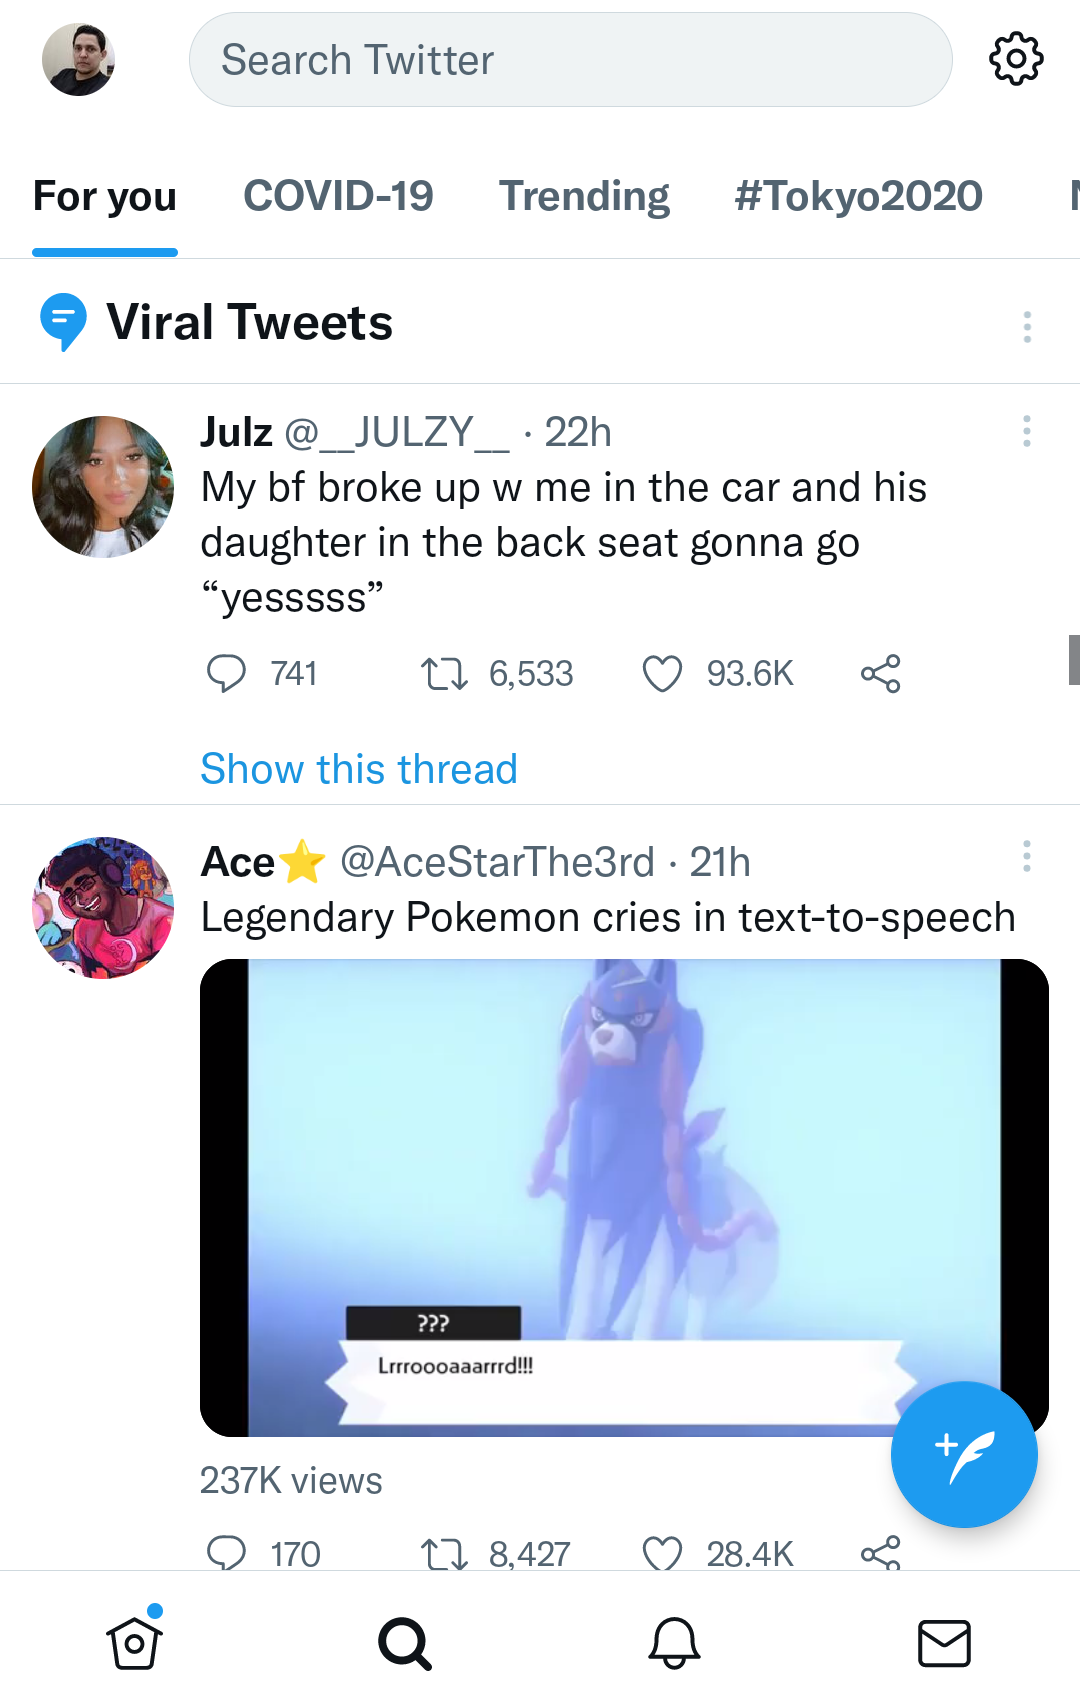 Search Twitter
For you COVID-19 Trending #Tokyo2020
Viral Tweets
Julz @__JULZY__ · 22h
My bf broke up w me in the car and his
daughter in the back seat gonna go
“yesssss”
741 6,533 93.6K
Show this thread
Ace⭐ @AceStarThe3rd · 21h
Legendary Pokemon cries in text-to-speech
???
Lrrroooaaarrrd!!!
237K views
170 8,427 28.4K